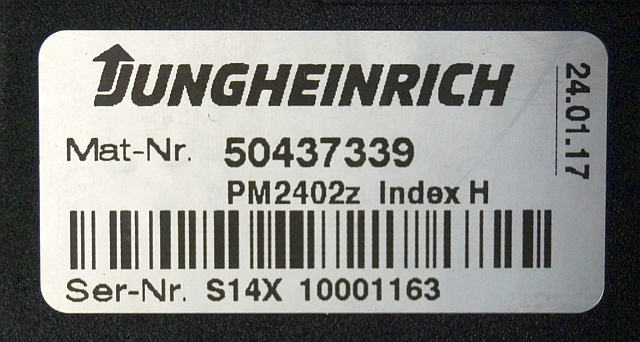 JUNGHEINRICH
24.01.17
Mat-Nr. 50437339
PM2402z Index H
Ser-Nr. S14X 10001163